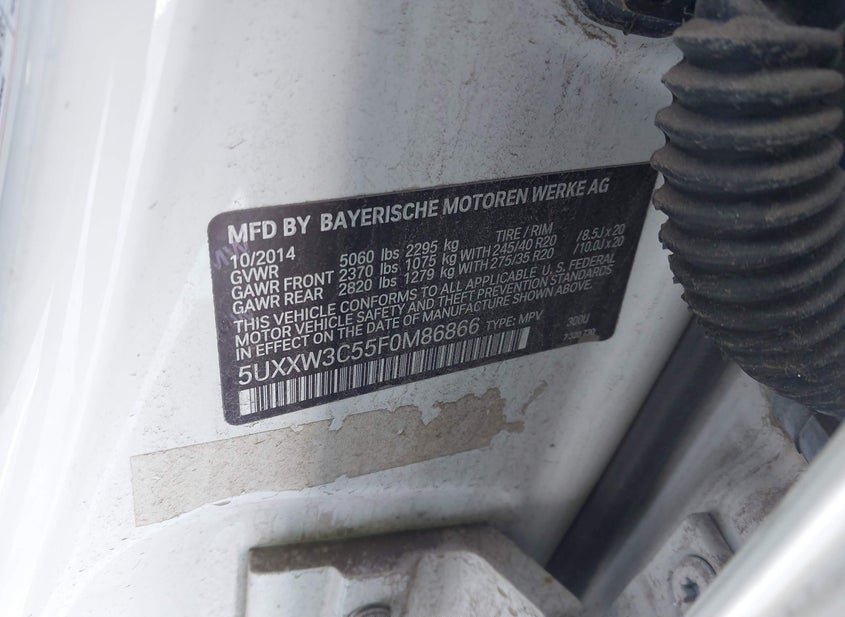 MFD BY BAYERISCHE MOTOREN WERKE AG
10/2014 TIRE / RIM
GVWR 5060 lbs 2295 kg
GAWR FRONT 2370 lbs 1075 kg WITH 245/40 R20 /8.5J x 20
GAWR REAR 2820 lbs 1279 kg WITH 275/35 R20 /10.0J x 20
THIS VEHICLE CONFORMS TO ALL APPLICABLE U. S. FEDERAL
MOTOR VEHICLE SAFETY AND THEFT PREVENTION STANDARDS
IN EFFECT ON THE DATE OF MANUFACTURE SHOWN ABOVE.
5UXXW3C55F0M86866 TYPE: MPV 300U